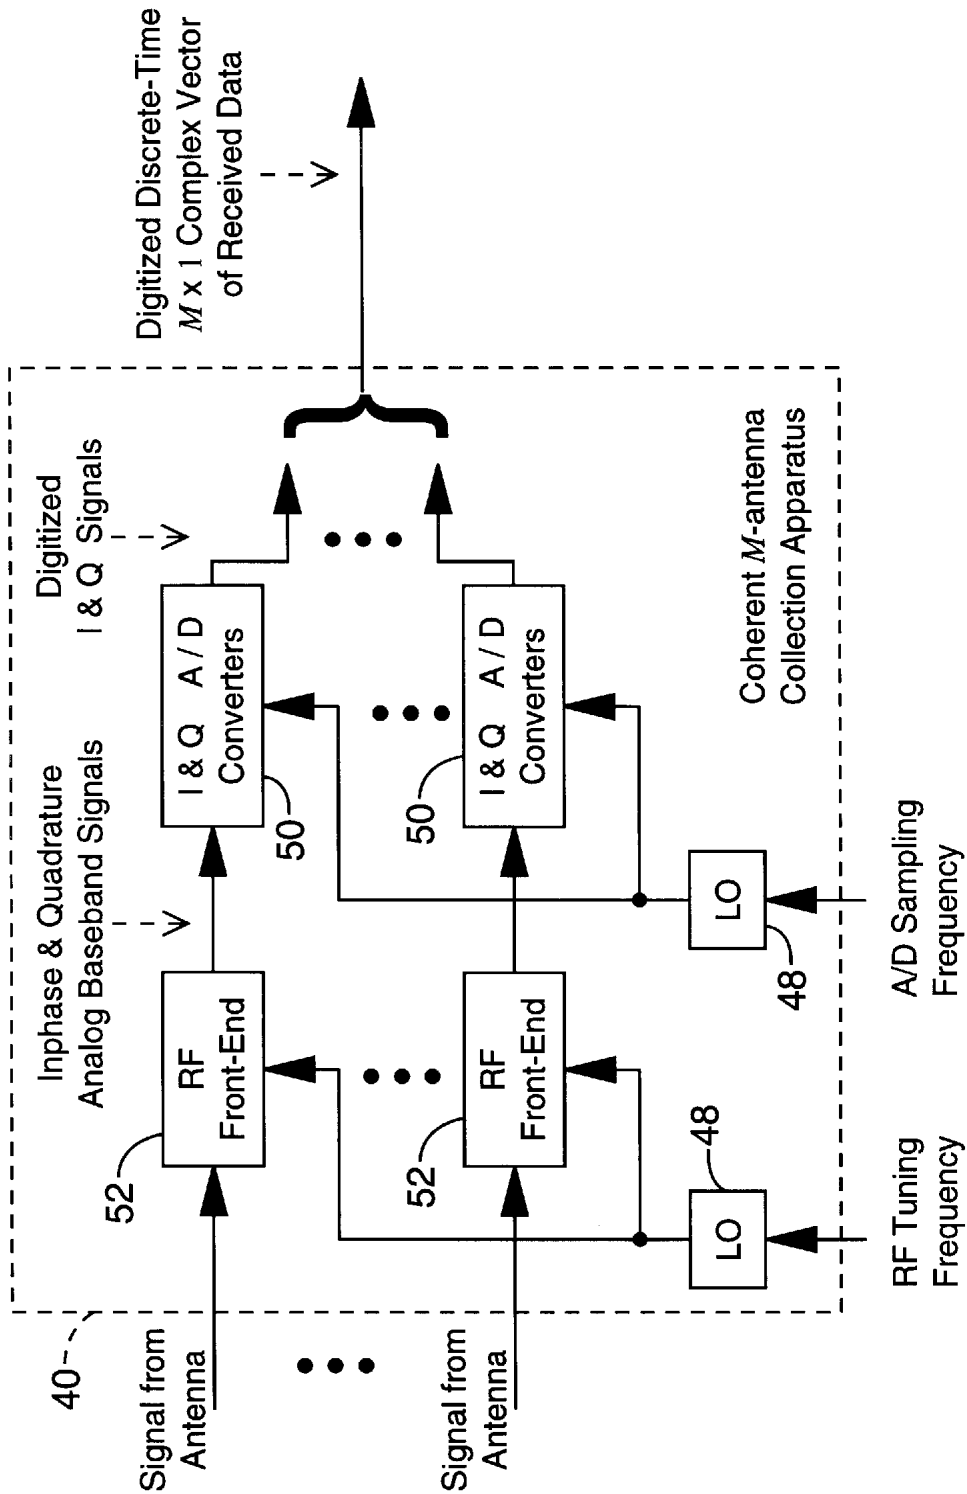 40
Signal from
Antenna
Signal from
Antenna
52
RF
Front-End
52
RF
Front-End
Inphase & Quadrature
Analog Baseband Signals
I & Q A / D
Converters
50
I & Q A / D
Converters
50
Digitized
I & Q Signals
Digitized Discrete-Time
M x 1 Complex Vector
of Received Data
LO
48
LO
48
Coherent M-antenna
Collection Apparatus
RF Tuning
Frequency
A/D Sampling
Frequency